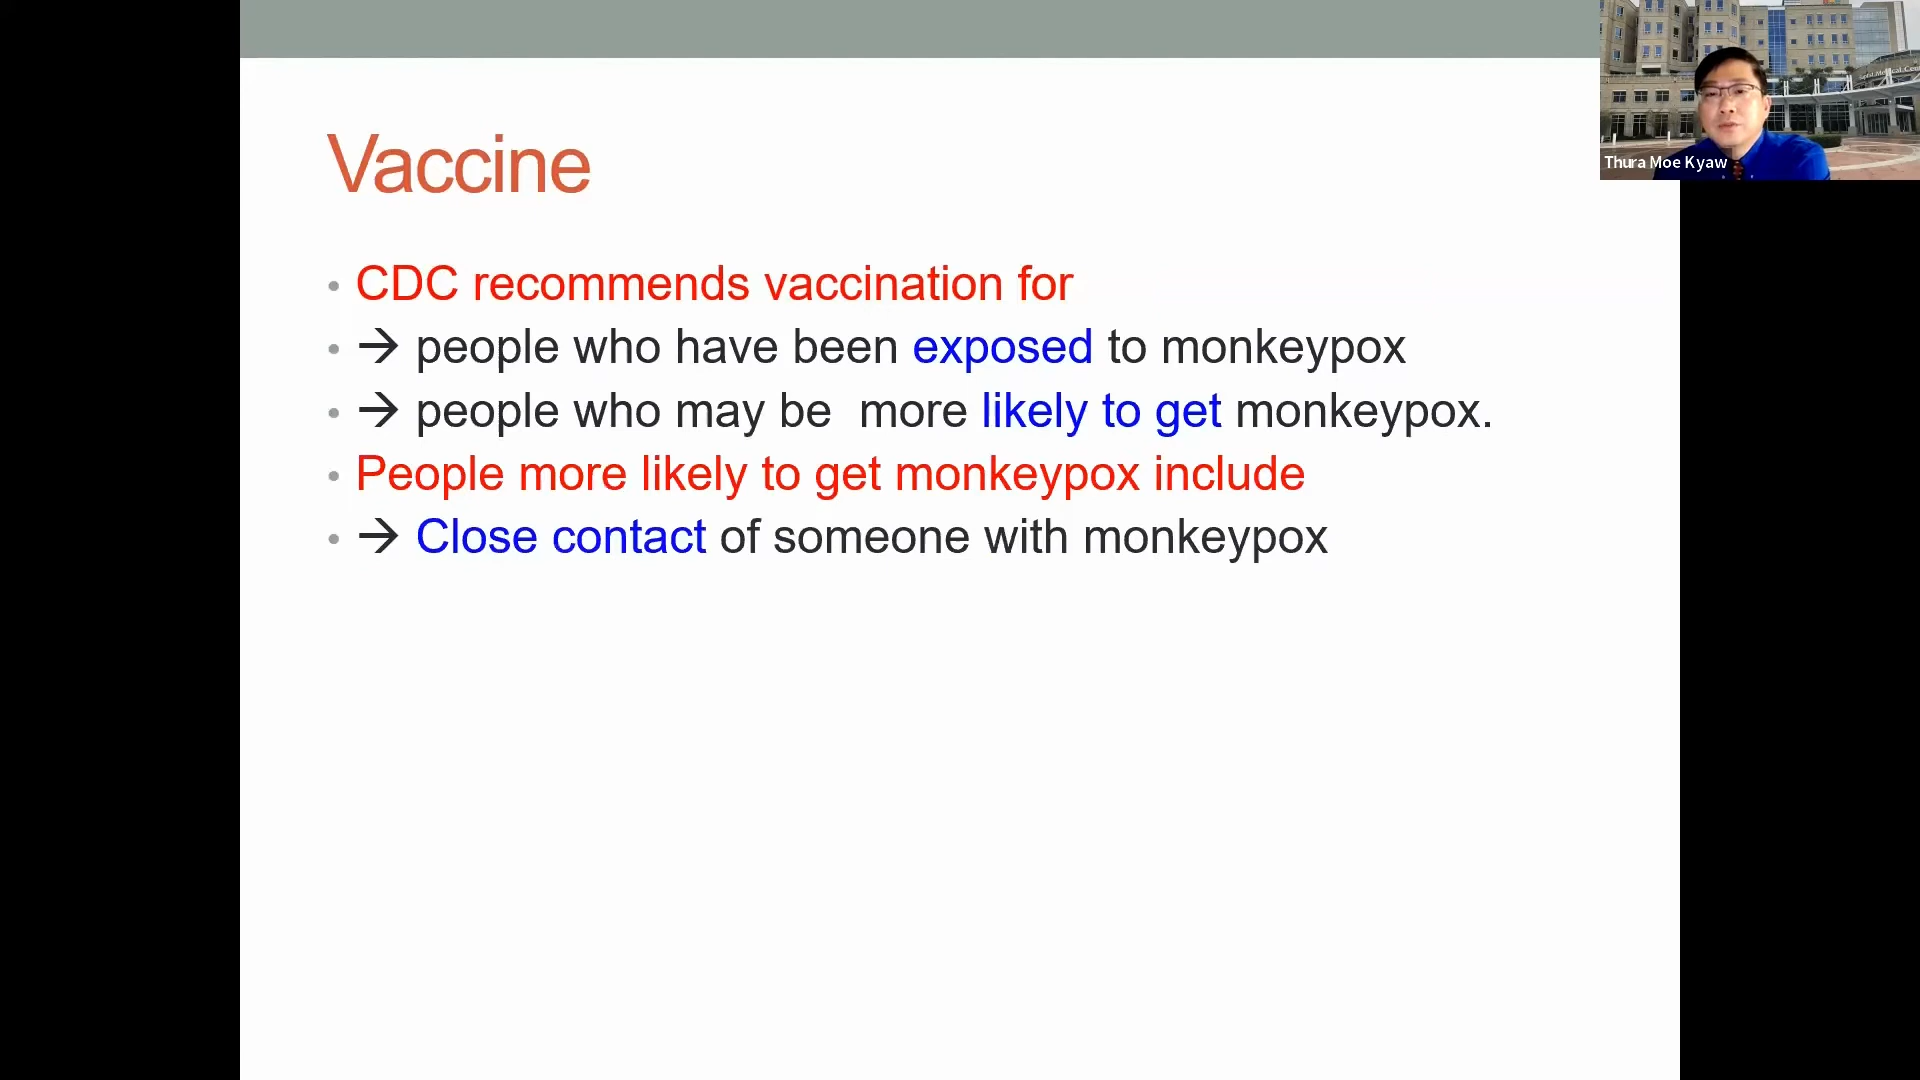 Vaccine
• CDC recommends vaccination for
• → people who have been exposed to monkeypox
• → people who may be  more likely to get monkeypox.
• People more likely to get monkeypox include
• → Close contact of someone with monkeypox
Thura Moe Kyaw